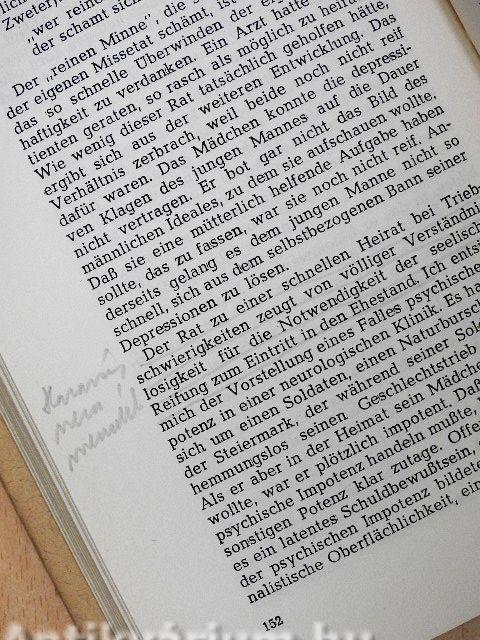 Zweter,
"wer reine
der schamt sich
Der „reinen Minne", die S
der eigenen Missetat schämt, ist
das so schnelle Überwinden der eig
haftigkeit zu verdanken. Ein Arzt hatte
tienten geraten, so rasch als möglich zu heira
Wie wenig dieser Rat tatsächlich geholfen hätte,
ergibt sich aus der weiteren Entwicklung. Das
Verhältnis zerbrach, weil beide noch nicht reif
dafür waren. Das Mädchen konnte die depressi-
ven Klagen des jungen Mannes auf die Dauer
nicht vertragen. Er bot gar nicht das Bild des
männlichen Ideales, zu dem sie aufschauen wollte.
Daß sie eine mütterlich helfende Aufgabe haben
sollte, das zu fassen, war sie noch nicht reif. An-
derseits gelang es dem jungen Manne nicht so
schnell, sich aus dem selbstbezogenen Bann seiner
Depressionen zu lösen.
Der Rat zu einer schnellen Heirat bei Trieb-
schwierigkeiten zeugt von völliger Verständni
losigkeit für die Notwendigkeit der seelisch
Reifung zum Eintritt in den Ehestand. Ich entsi
mich der Vorstellung eines Falles psychische
potenz in einer neurologischen Klinik. Es ha
sich um einen Soldaten, einen Naturbursch
der Steiermark, der während seiner Sol
hemmungslos seinen Geschlechtstrieb
Als er aber in der Heimat sein Mädche
wollte, war er plötzlich impotent. Daß
psychische Impotenz handeln mußte, l
sonstigen Potenz klar zutage. Offe
es ein latentes Schuldbewußtsein,
der psychischen Impotenz bildete
nalistische Oberflächlichkeit, ein
152